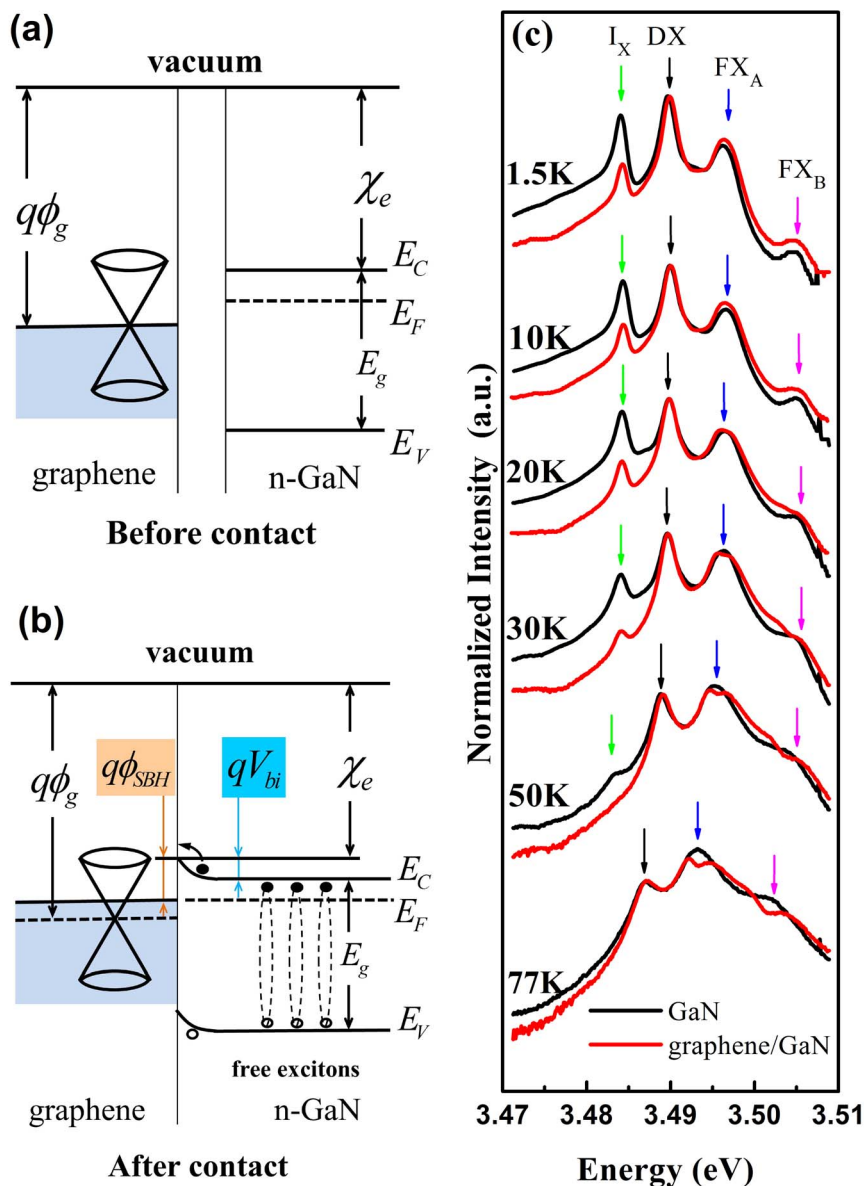 (a)
vacuum
qϕg
χe
EC
EF
Eg
EV
graphene
n-GaN
Before contact
(b)
vacuum
qϕg
qϕSBH
qVbi
χe
EC
EF
Eg
EV
free excitons
graphene
n-GaN
After contact
(c)
IX
DX
FXA
FXB
1.5K
10K
20K
30K
50K
77K
GaN
graphene/GaN
Normalized Intensity (a.u.)
3.47 3.48 3.49 3.50 3.51
Energy (eV)